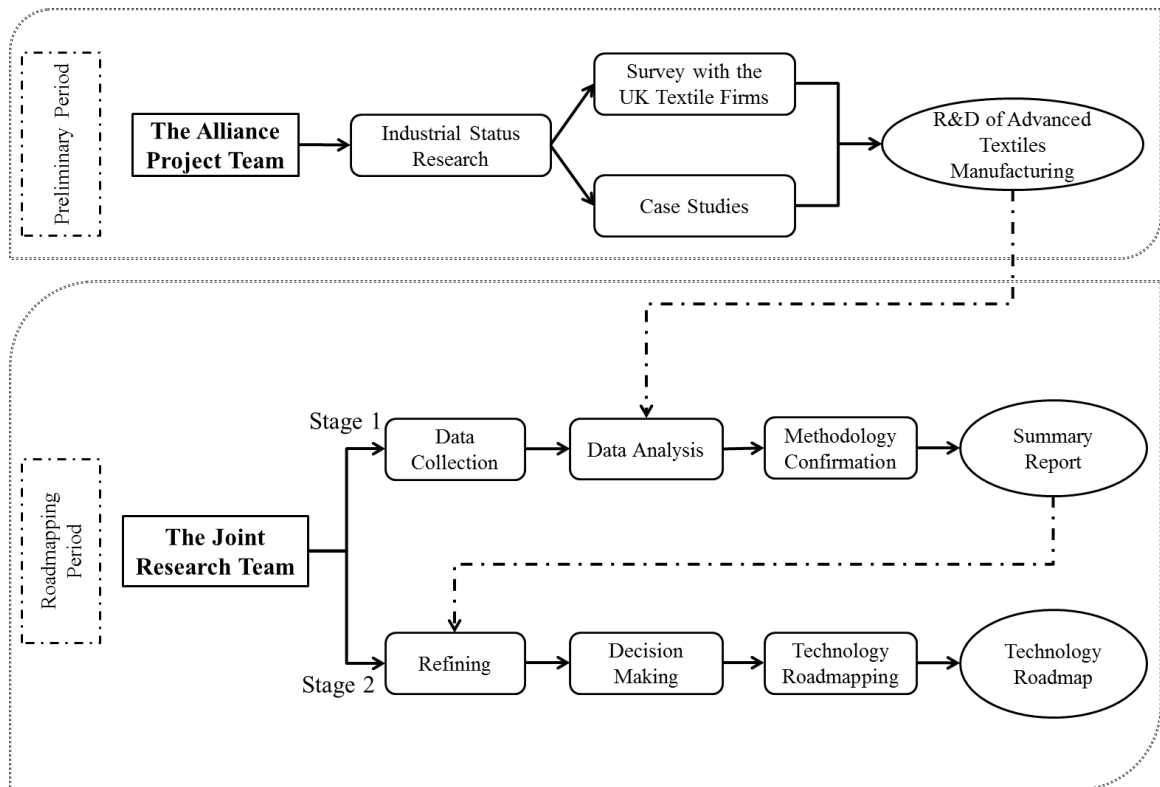 Preliminary Period
The Alliance
Project Team
Industrial Status
Research
Survey with the
UK Textile Firms
Case Studies
R&D of Advanced
Textiles
Manufacturing
Roadmapping
Period
The Joint
Research Team
Stage 1
Data
Collection
Data Analysis
Methodology
Confirmation
Summary
Report
Stage 2
Refining
Decision
Making
Technology
Roadmapping
Technology
Roadmap